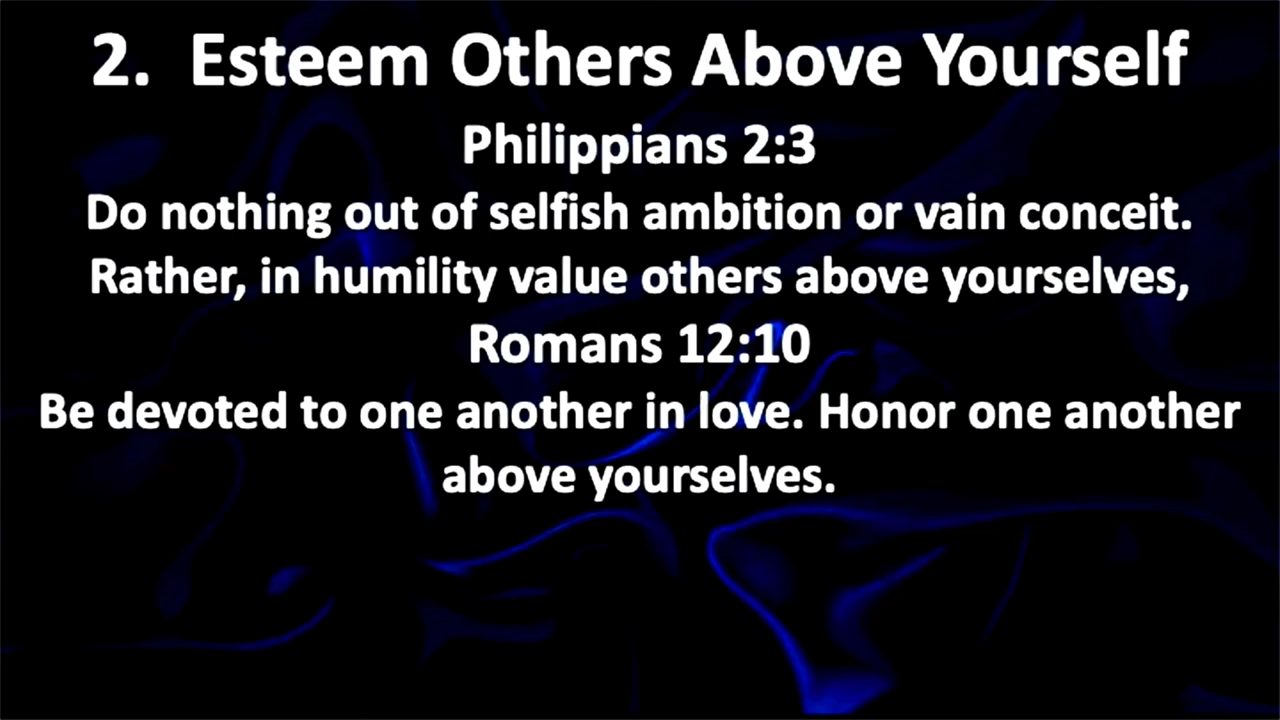 2.  Esteem Others Above Yourself
Philippians 2:3
Do nothing out of selfish ambition or vain conceit.
Rather, in humility value others above yourselves,
Romans 12:10
Be devoted to one another in love. Honor one another
above yourselves.